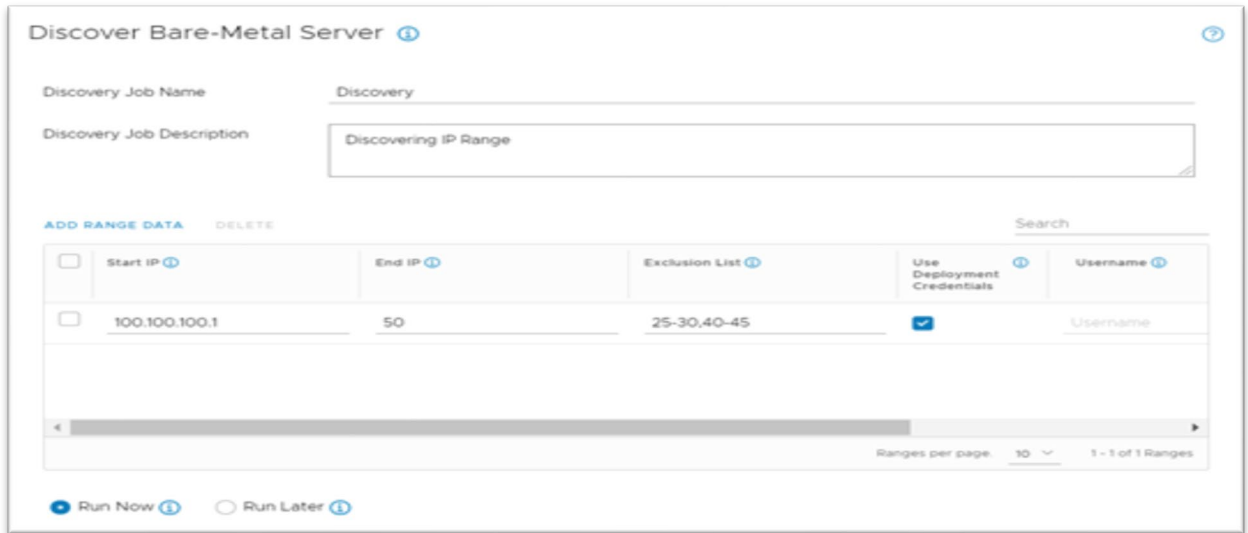 Discover Bare-Metal Server
Discovery Job Name Discovery
Discovery Job Description Discovering IP Range
ADD RANGE DATA DELETE Search
Start IP End IP Exclusion List Use Deployment Credentials Username
100.100.100.1 50 25-30,40-45 Username
Ranges per page. 10 1 - 1 of 1 Ranges
Run Now Run Later